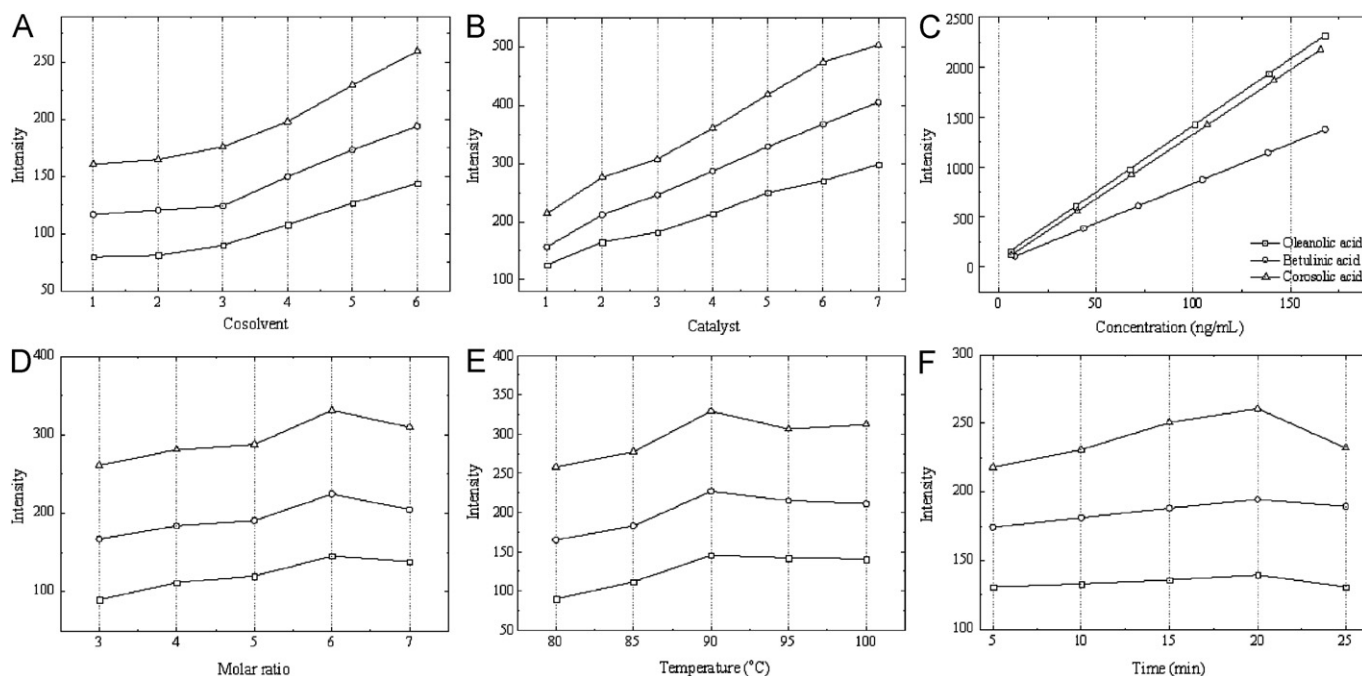 A
Intensity
250
200
150
100
50
1 2 3 4 5 6
Cosolvent
B
Intensity
500
400
300
200
100
1 2 3 4 5 6 7
Catalyst
C
Intensity
2500
2000
1500
1000
500
0
0 50 100 150
Concentration (ng/mL)
Oleanolic acid
Betulinic acid
Corosolic acid
D
Intensity
400
300
200
100
3 4 5 6 7
Molar ratio
E
Intensity
400
350
300
250
200
150
100
50
80 85 90 95 100
Temperature (°C)
F
Intensity
300
250
200
150
100
5 10 15 20 25
Time (min)